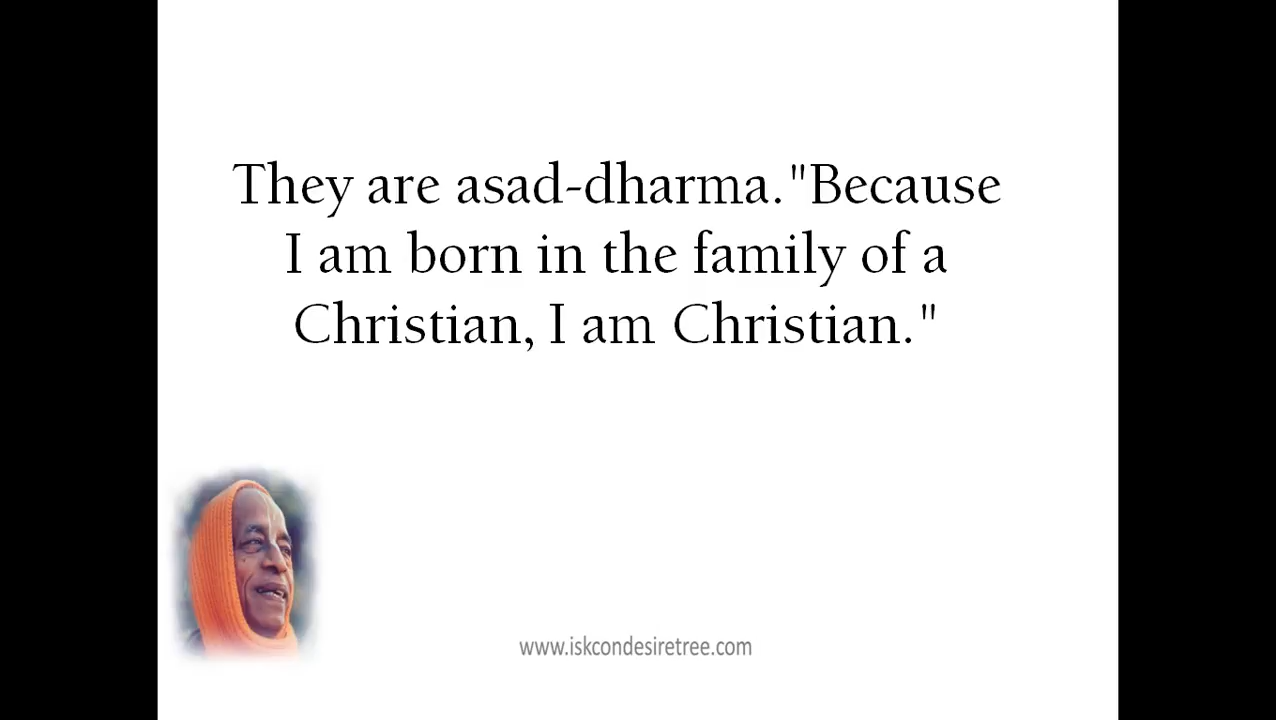 They are asad-dharma."Because
I am born in the family of a
Christian, I am Christian."
www.iskcondesiretree.com